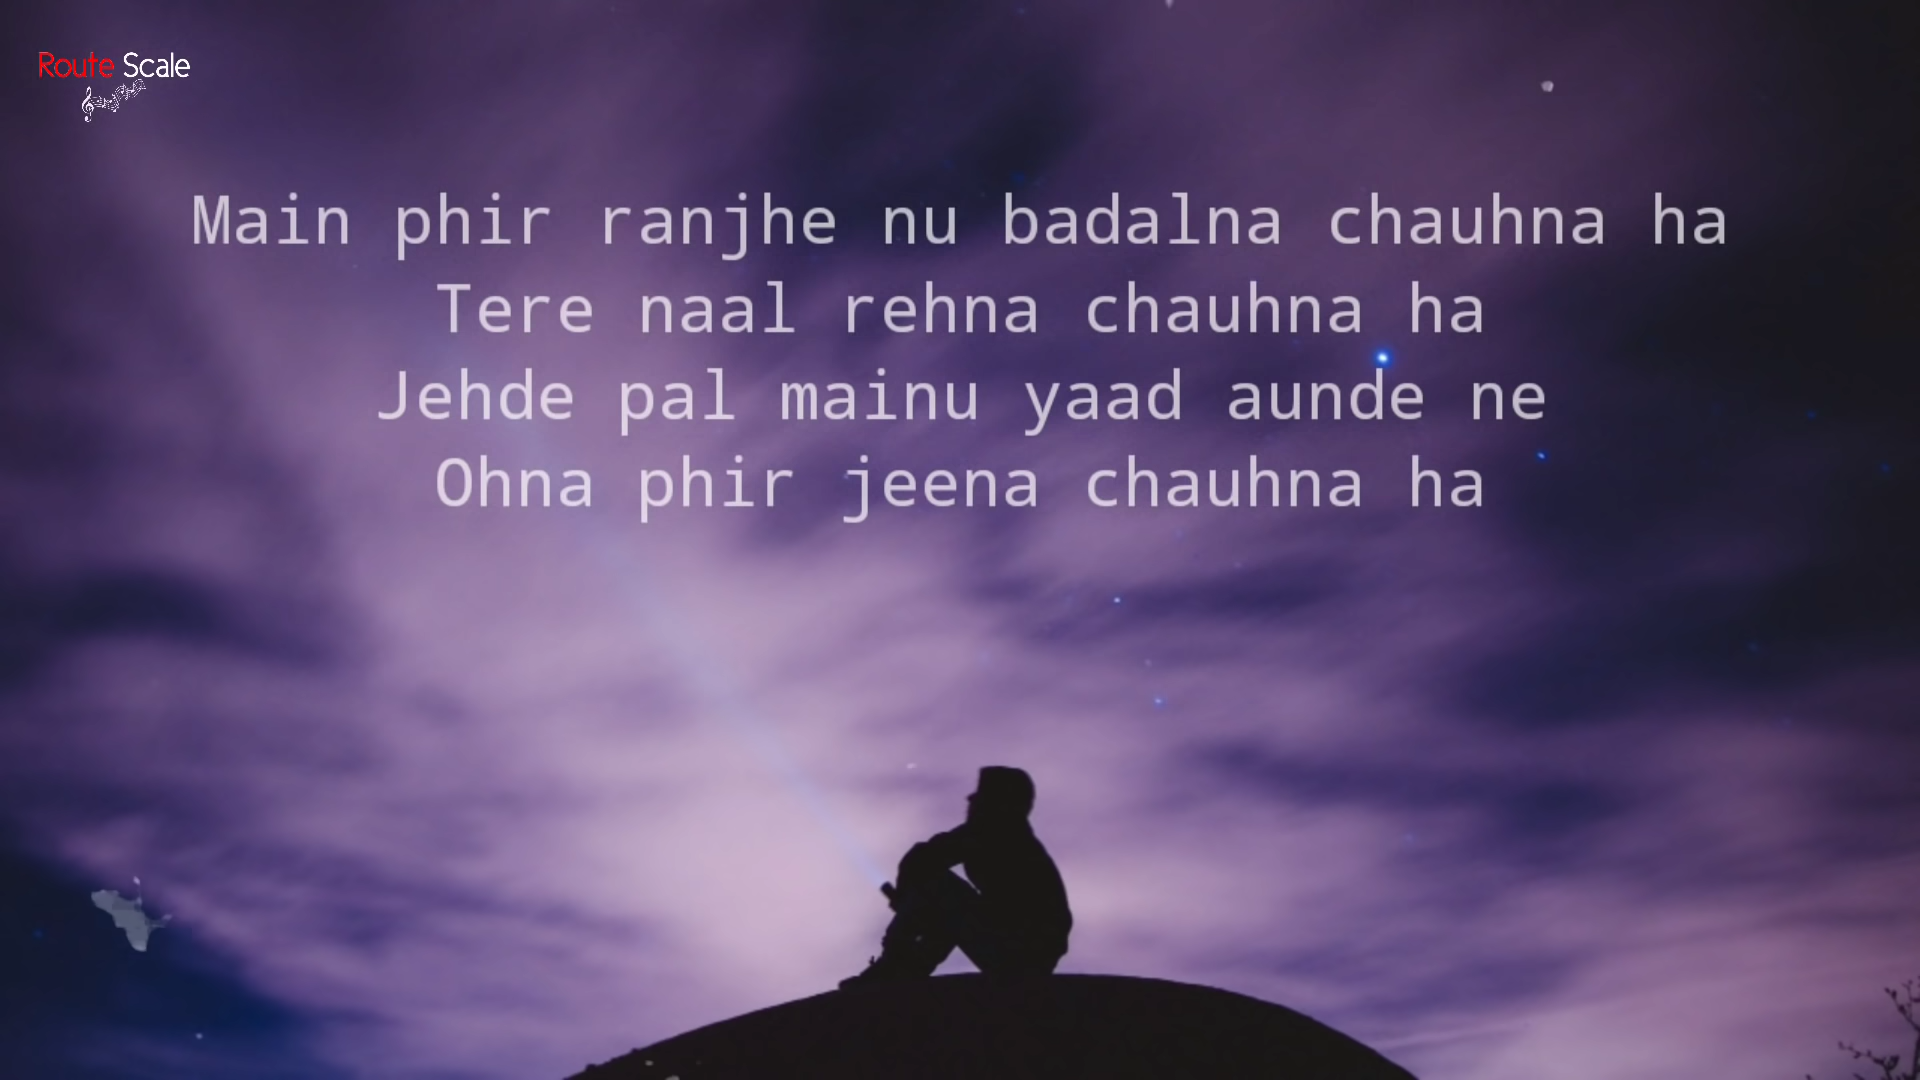 Route Scale
Main phir ranjhe nu badalna chauhna ha
Tere naal rehna chauhna ha
Jehde pal mainu yaad aunde ne
Ohna phir jeena chauhna ha